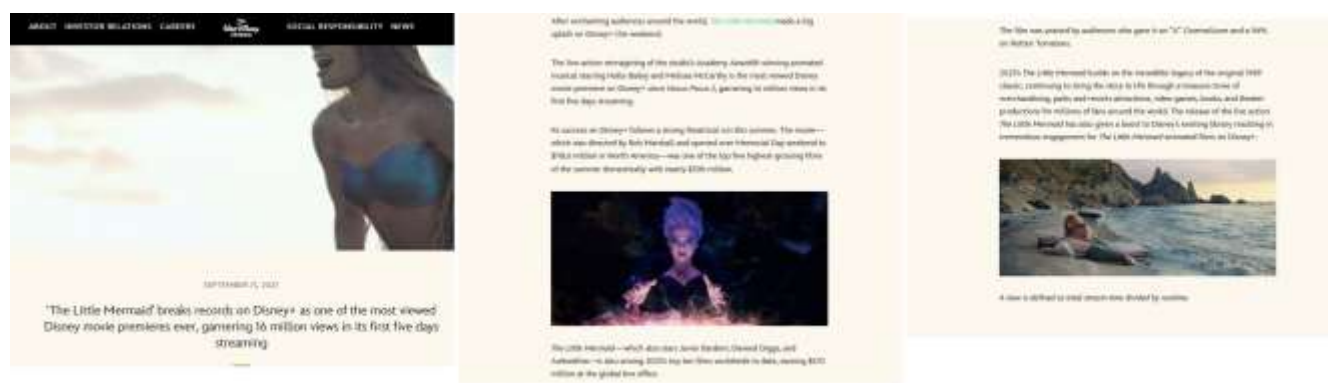 ABOUT INVESTOR RELATIONS CAREERS
The Walt Disney Company
SOCIAL RESPONSIBILITY NEWS
SEPTEMBER 11, 2023
'The Little Mermaid' breaks records on Disney+ as one of the most viewed
Disney movie premieres ever, garnering 16 million views in its first five days
streaming
After enchanting audiences around the world, The Little Mermaid made a big
splash on Disney+ this weekend.
The live action reimagining of the studio's Academy Award® winning animated
musical starring Halle Bailey and Melissa McCarthy is the most viewed Disney
movie premiere on Disney+ since Hocus Pocus 2, garnering 16 million views in its
first five days streaming.
Its success on Disney+ follows a strong theatrical run this summer. The movie—
which was directed by Rob Marshall and opened over Memorial Day weekend to
million in North America—was one of the top five highest-grossing films
of the summer domestically with nearly million.
The Little Mermaid—which also stars Javier Bardem, Daveed Diggs, and
Awkwafina—is also among 2023's top ten films worldwide to date, earning
million at the global box office.
The film was praised by audiences who gave it an "A" CinemaScore and a 94%
on Rotten Tomatoes.
2023's The Little Mermaid builds on the incredible legacy of the original 1989
classic, continuing to bring the story to life through a treasure trove of
merchandising, parks and resorts attractions, video games, books, and theater
productions for millions of fans around the world. The release of the live action
The Little Mermaid has also given a boost to Disney's existing library resulting in
tremendous engagement for The Little Mermaid animated films on Disney+.
A view is defined as total stream time divided by runtime.